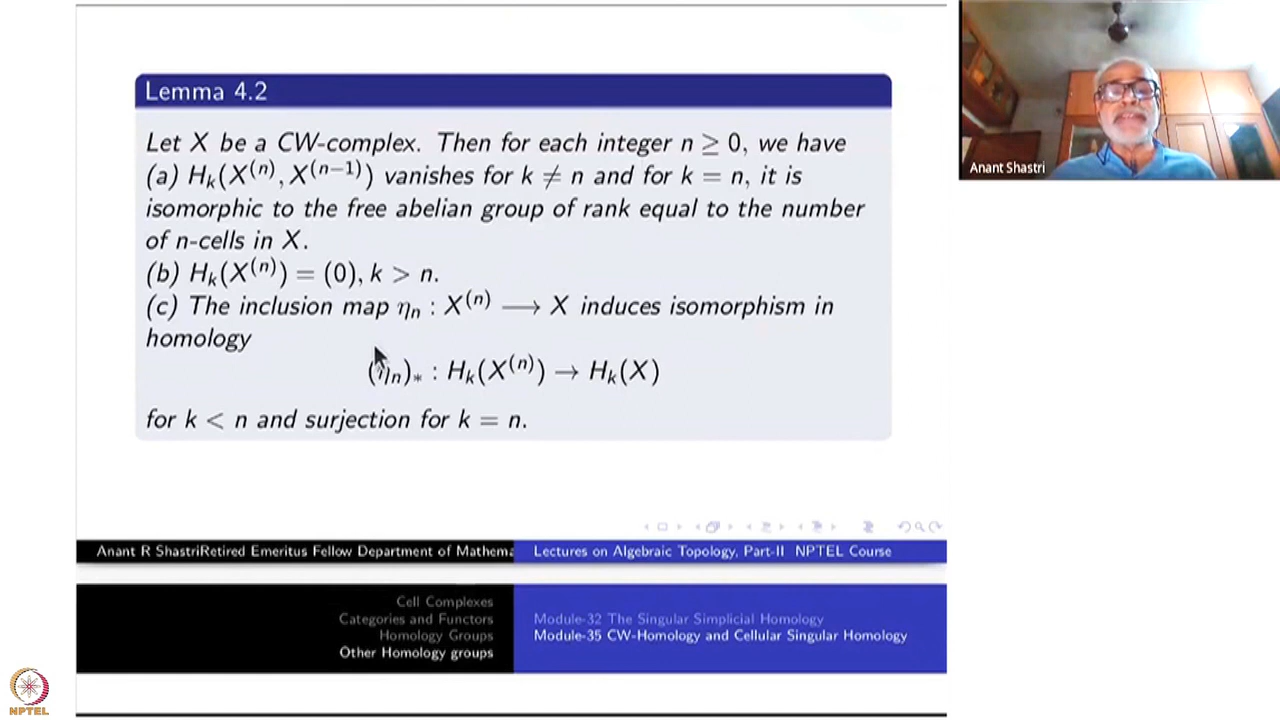 Lemma 4.2
Let X be a CW-complex. Then for each integer n ≥ 0, we have
(a) H_k(X^(n), X^(n−1)) vanishes for k ≠ n and for k = n, it is
isomorphic to the free abelian group of rank equal to the number
of n-cells in X.
(b) H_k(X^(n)) = (0), k > n.
(c) The inclusion map η_n : X^(n) ⟶ X induces isomorphism in
homology
(η_n)_* : H_k(X^(n)) → H_k(X)
for k < n and surjection for k = n.
Anant R ShastriRetired Emeritus Fellow Department of Mathema
Lectures on Algebraic Topology, Part-II NPTEL Course
Cell Complexes
Categories and Functors
Homology Groups
Other Homology groups
Module-32 The Singular Simplicial Homology
Module-35 CW-Homology and Cellular Singular Homology
Anant Shastri
NPTEL